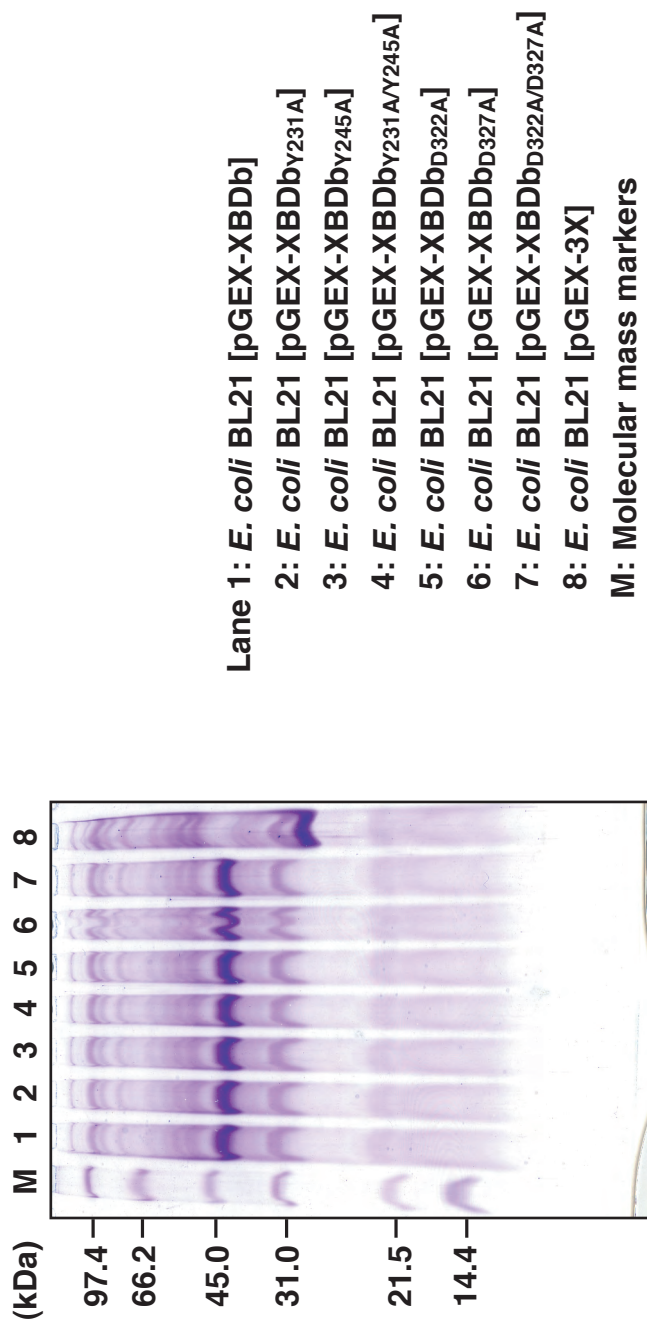 (kDa) M 1 2 3 4 5 6 7 8
97.4
66.2
45.0
31.0
21.5
14.4
Lane 1: E. coli BL21 [pGEX-XBDb]
2: E. coli BL21 [pGEX-XBDbY231A]
3: E. coli BL21 [pGEX-XBDbY245A]
4: E. coli BL21 [pGEX-XBDbY231A/Y245A]
5: E. coli BL21 [pGEX-XBDbD322A]
6: E. coli BL21 [pGEX-XBDbD327A]
7: E. coli BL21 [pGEX-XBDbD322A/D327A]
8: E. coli BL21 [pGEX-3X]
M: Molecular mass markers